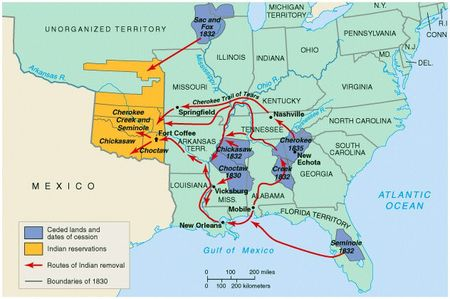 Sac and
Fox
1832
MICHIGAN
TERRITORY
N.Y.
UNORGANIZED TERRITORY
PENNSYLVANIA
N.J.
MD.
DEL.
ILLINOIS
INDIANA
OHIO
Arkansas R.
Mississippi R.
Ohio R.
MISSOURI
VIRGINIA
KENTUCKY
Cherokee Trail of Tears
Cherokee
Creek and
Seminole
Springfield
Nashville
Tennessee R.
NORTH CAROLINA
Fort Coffee
TENNESSEE
Chickasaw
Choctaw
ARKANSAS
TERR.
Chickasaw
1832
Cherokee
1835
New
Echota
SOUTH
CAROLINA
Choctaw
1830
Creek
1832
GEORGIA
MEXICO
LOUISIANA
Vicksburg
MISS.
ALABAMA
Mobile
ATLANTIC
OCEAN
FLORIDA TERRITORY
New Orleans
Seminole
1832
Gulf of Mexico
Ceded lands and
dates of cession
Indian reservations
Routes of Indian removal
Boundaries of 1830
0 100 200 miles
0 100 200 kilometers